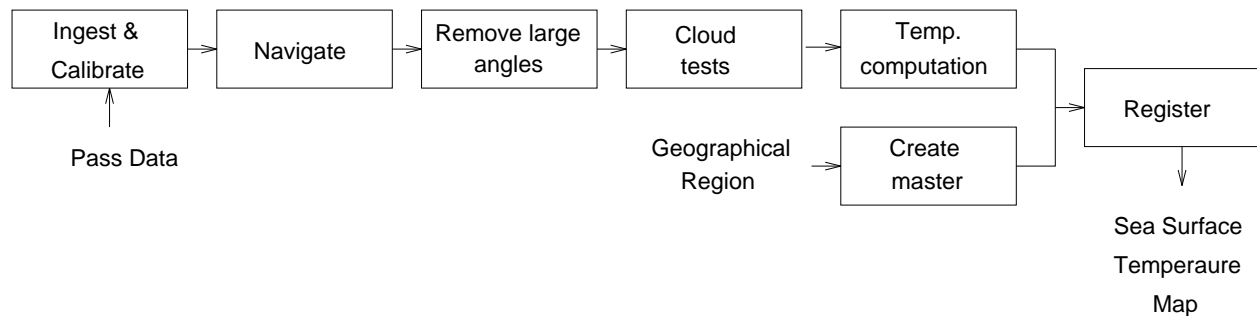 Ingest &
Calibrate
Navigate
Remove large
angles
Cloud
tests
Temp.
computation
Pass Data
Geographical
Region
Create
master
Register
Sea Surface
Temperaure
Map